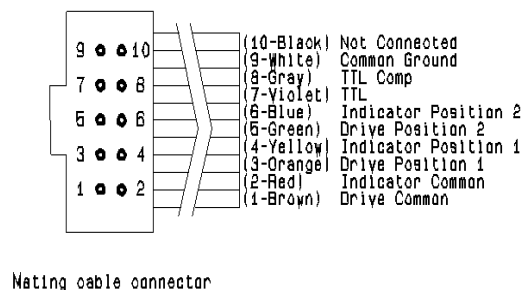 9 10
7 8
5 6
3 4
1 2
(10-Black) Not Connected
(9-White) Common Ground
(8-Gray) TTL Comp
(7-Violet) TTL
(6-Blue) Indicator Position 2
(5-Green) Drive Position 2
(4-Yellow) Indicator Position 1
(3-Orange) Drive Position 1
(2-Red) Indicator Common
(1-Brown) Drive Common
Mating cable connector